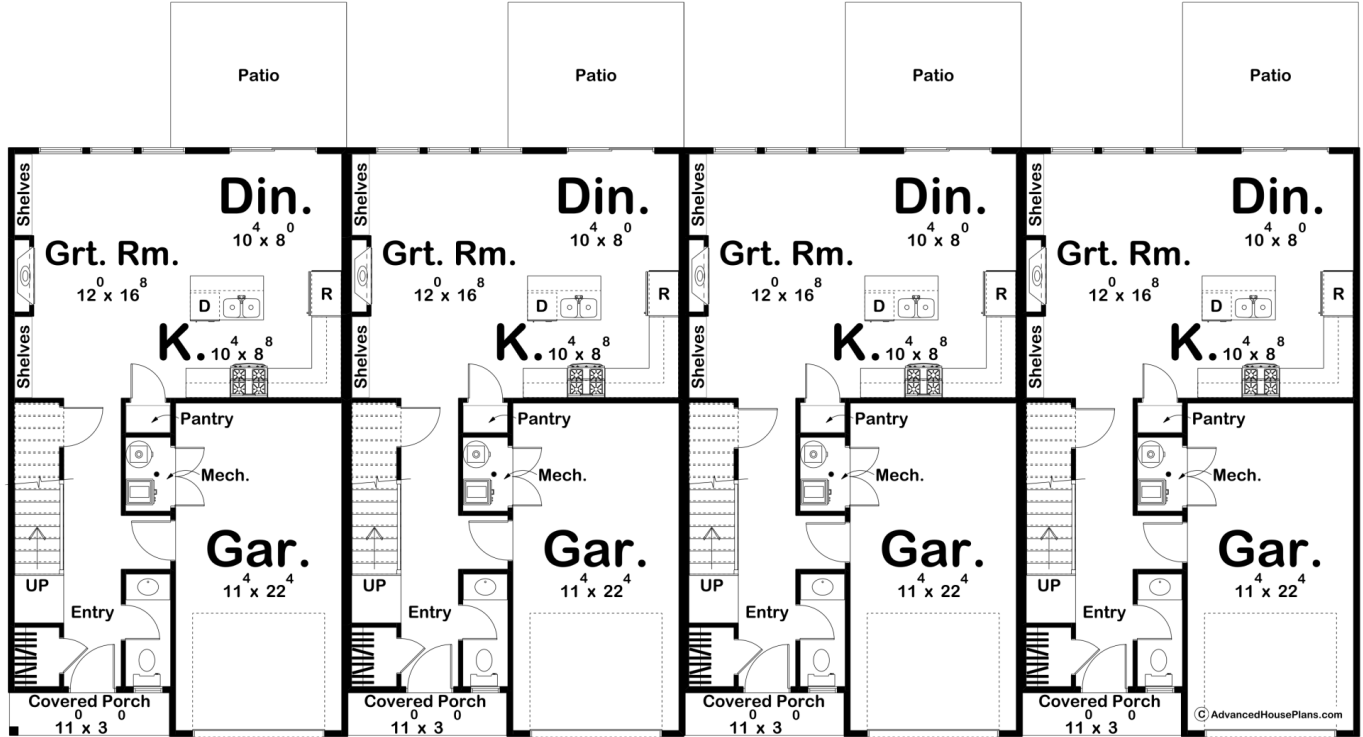 Patio Patio Patio Patio
Shelves Din. Shelves Din. Shelves Din. Shelves Din.
10⁴ x 8⁰ 10⁴ x 8⁰ 10⁴ x 8⁰ 10⁴ x 8⁰
Grt. Rm. Grt. Rm. Grt. Rm. Grt. Rm.
12⁰ x 16⁸ R 12⁰ x 16⁸ R 12⁰ x 16⁸ R 12⁰ x 16⁸ R
D D D D
Shelves K. 10⁴ x 8⁸ Shelves K. 10⁴ x 8⁸ Shelves K. 10⁴ x 8⁸ Shelves K. 10⁴ x 8⁸
Pantry Pantry Pantry Pantry
Mech. Mech. Mech. Mech.
Gar. Gar. Gar. Gar.
UP 11⁴ x 22⁴ UP 11⁴ x 22⁴ UP 11⁴ x 22⁴ UP 11⁴ x 22⁴
Entry Entry Entry Entry
Covered Porch Covered Porch Covered Porch Covered Porch
11⁰ x 3⁰ 11⁰ x 3⁰ 11⁰ x 3⁰ 11⁰ x 3⁰
© AdvancedHousePlans.com